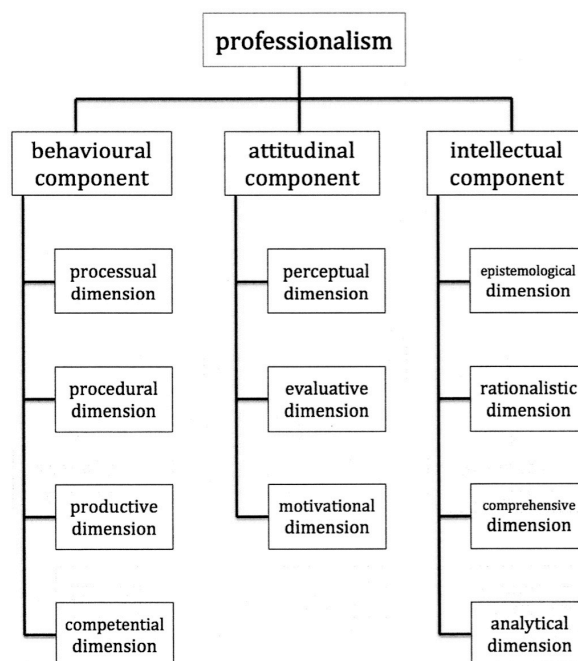 professionalism
behavioural
component
attitudinal
component
intellectual
component
processual
dimension
perceptual
dimension
epistemological
dimension
procedural
dimension
evaluative
dimension
rationalistic
dimension
productive
dimension
motivational
dimension
comprehensive
dimension
competential
dimension
analytical
dimension